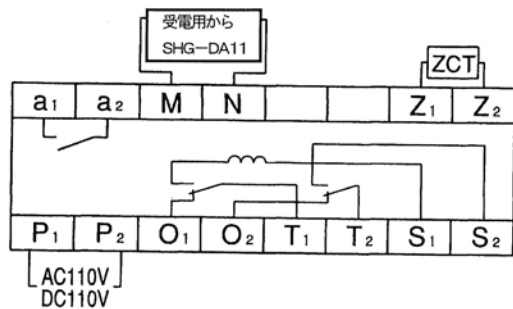 受電用から
SHG-DA11
ZCT
a1 a2 M N Z1 Z2
P1 P2 O1 O2 T1 T2 S1 S2
AC110V
DC110V